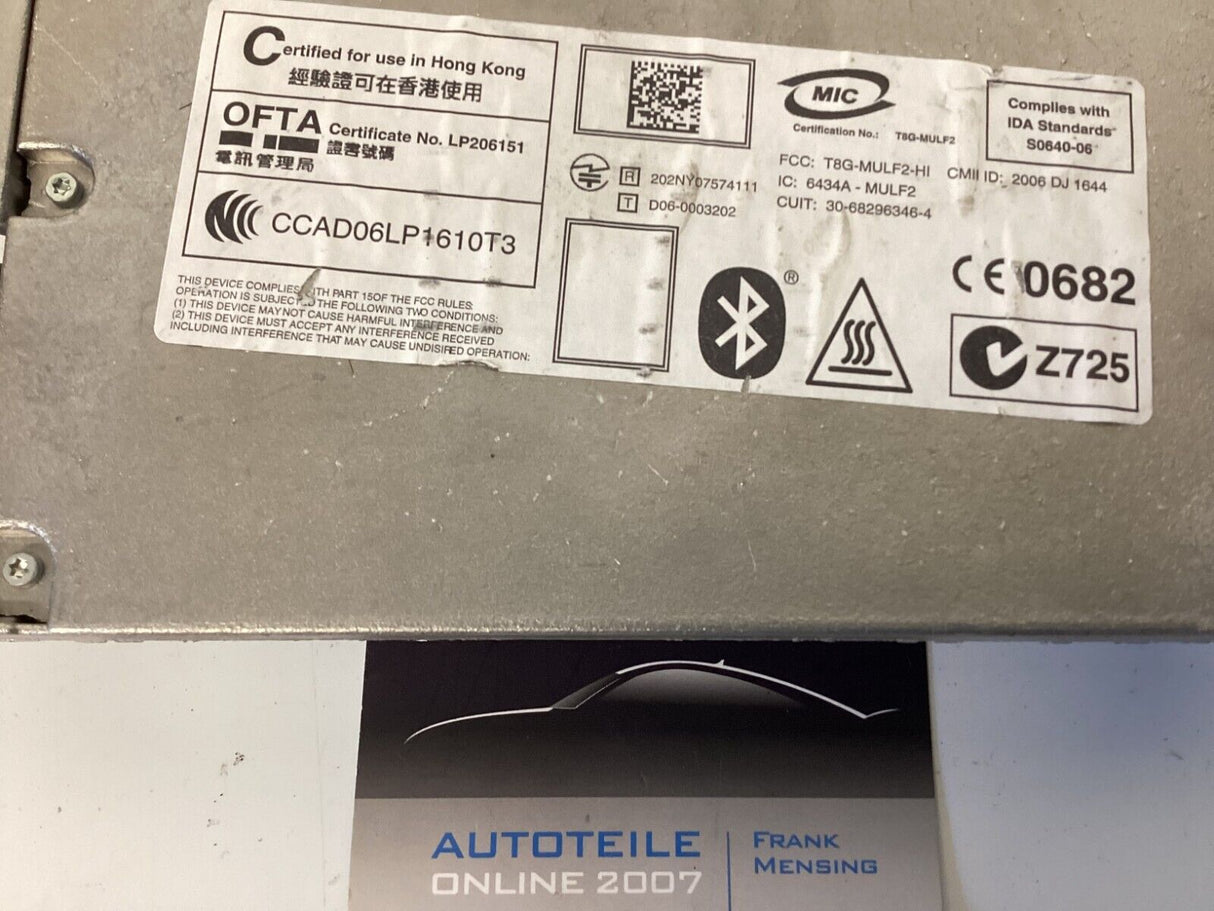 Certified for use in Hong Kong
經驗證可在香港使用
OFTA
電訊管理局
Certificate No. LP206151
證書號碼
CCAD06LP1610T3
THIS DEVICE COMPLIES WITH PART 15OF THE FCC RULES
OPERATION IS SUBJECT TO THE FOLLOWING TWO CONDITIONS:
(1) THIS DEVICE MAY NOT CAUSE HARMFUL INTERFERENCE AND
(2) THIS DEVICE MUST ACCEPT ANY INTERFERENCE RECEIVED
INCLUDING INTERFERENCE THAT MAY CAUSE UNDISIRED OPERATION:
R 202NY07574111
T D06-0003202
MIC
Certification No.: T8G-MULF2
FCC: T8G-MULF2-HI
IC: 6434A - MULF2
CUIT: 30-68296346-4
Complies with
IDA Standards
S0640-06
CMII ID: 2006 DJ 1644
®
CE 0682
Z725
AUTOTEILE
ONLINE 2007
FRANK
MENSING